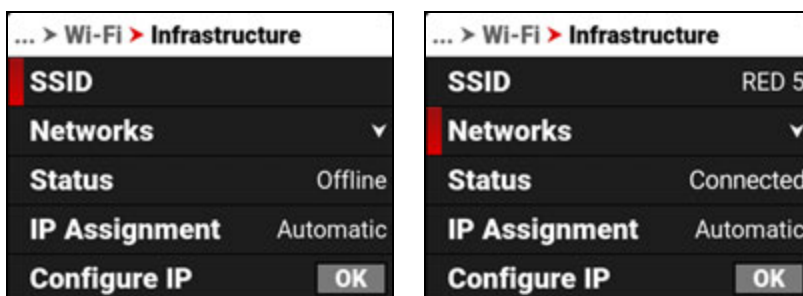 ... > Wi-Fi > Infrastructure
SSID
Networks
Status Offline
IP Assignment Automatic
Configure IP OK
... > Wi-Fi > Infrastructure
SSID RED 5
Networks
Status Connected
IP Assignment Automatic
Configure IP OK